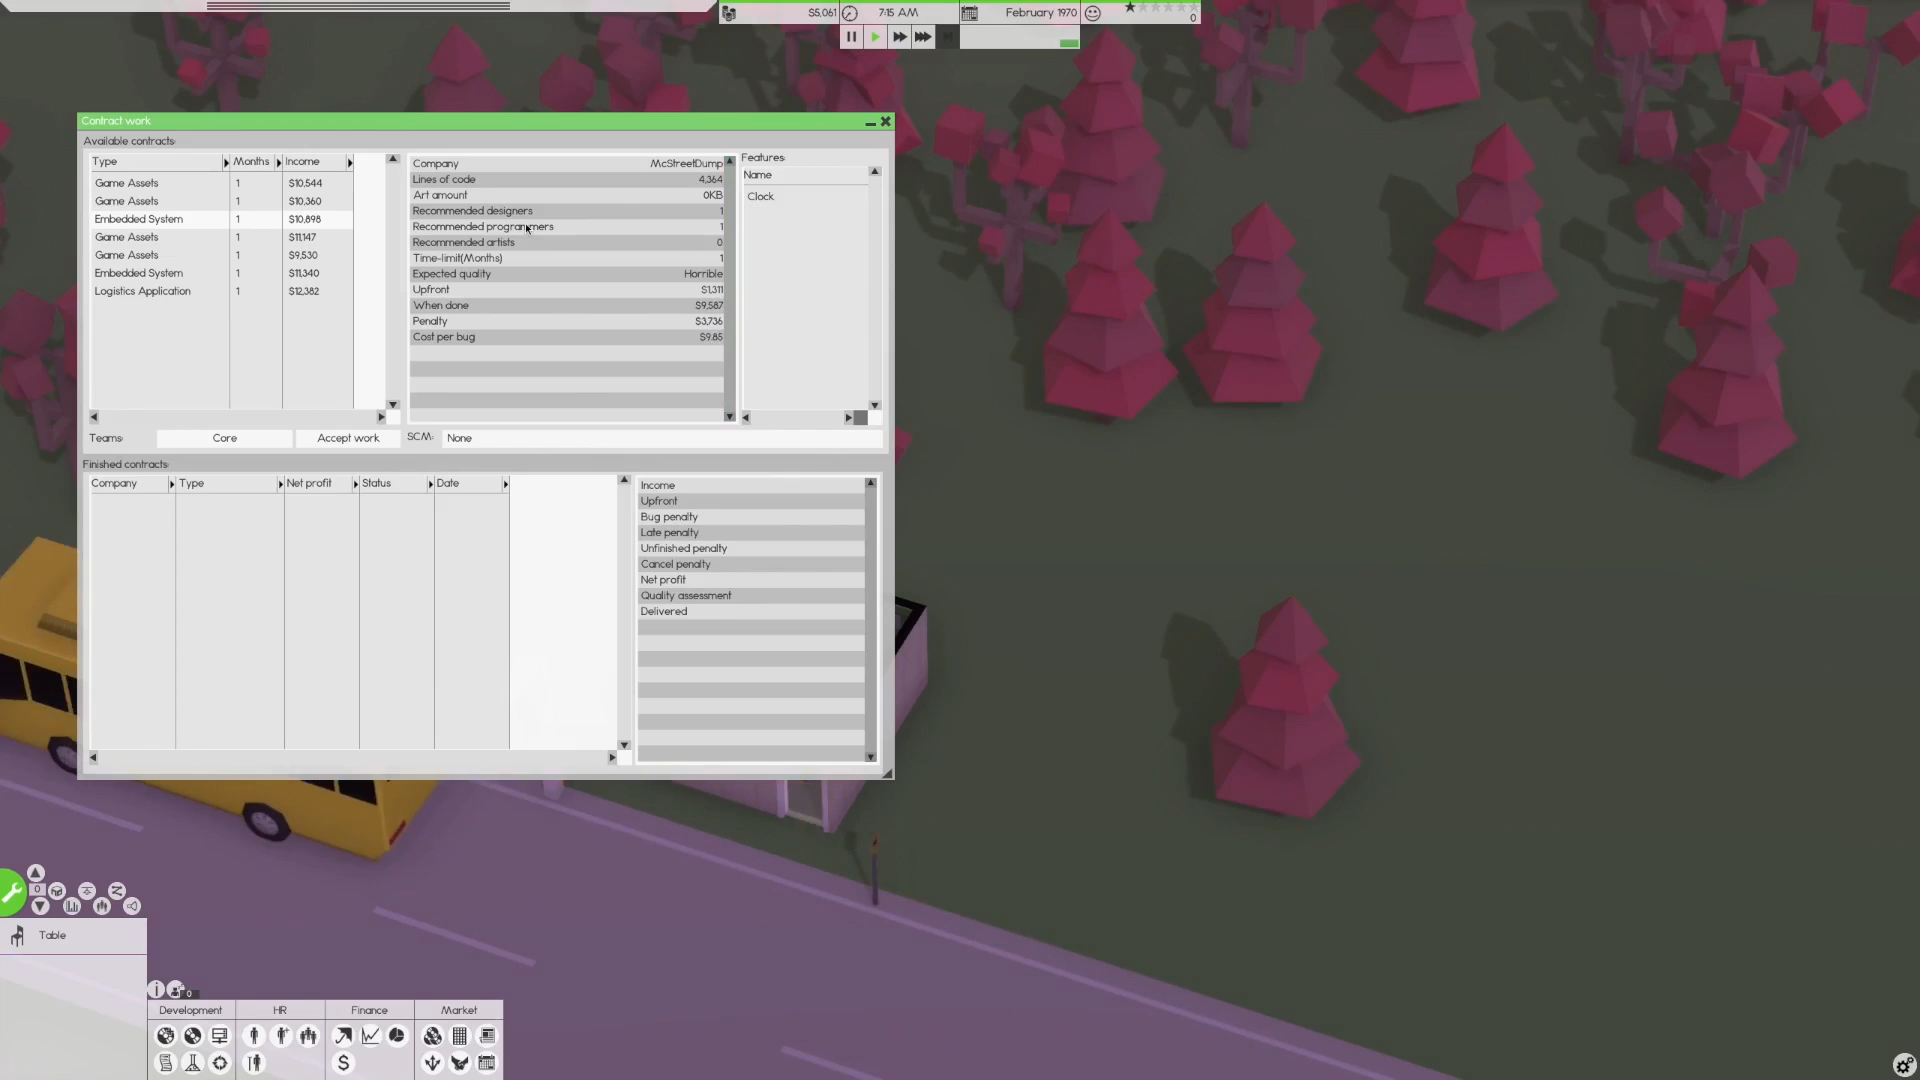 $5,061 7:15 AM February 1970 0
Contract work
Available contracts:
Type Months Income
Game Assets 1 $10,544
Game Assets 1 $10,360
Embedded System 1 $10,898
Game Assets 1 $11,147
Game Assets 1 $9,530
Embedded System 1 $11,340
Logistics Application 1 $12,382
Company McStreetDump
Lines of code 4,364
Art amount 0KB
Recommended designers 1
Recommended programmers 1
Recommended artists 0
Time-limit(Months) 1
Expected quality Horrible
Upfront $1,311
When done $9,587
Penalty $3,736
Cost per bug $9.85
Features:
Name
Clock
Teams: Core Accept work SCM: None
Finished contracts:
Company Type Net profit Status Date
Income
Upfront
Bug penalty
Late penalty
Unfinished penalty
Cancel penalty
Net profit
Quality assessment
Delivered
0
Table
0
Development HR Finance Market